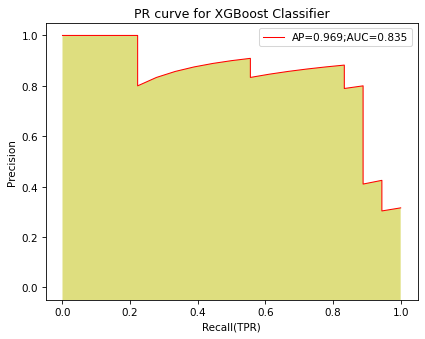 PR curve for XGBoost Classifier
AP=0.969;AUC=0.835
Precision
1.0
0.8
0.6
0.4
0.2
0.0
0.0 0.2 0.4 0.6 0.8 1.0
Recall(TPR)